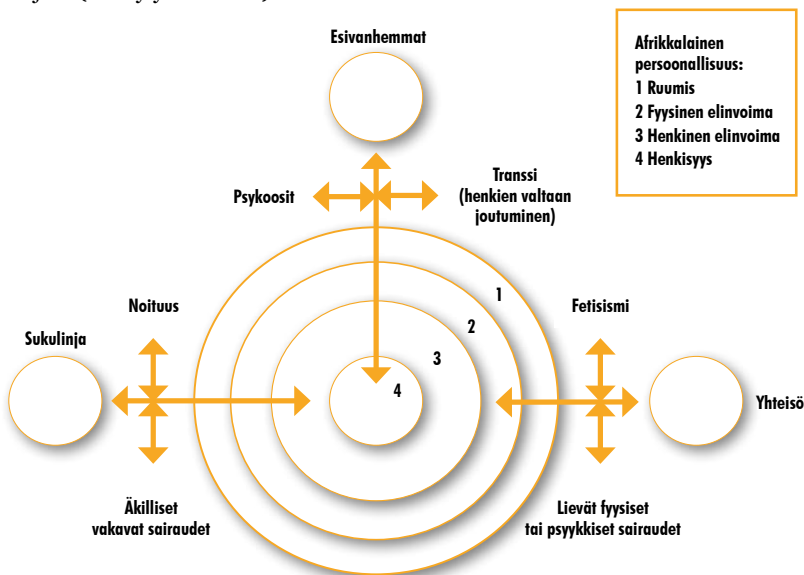 Esivanhemmat
Afrikkalainen
persoonallisuus:
1 Ruumis
2 Fyysinen elinvoima
3 Henkinen elinvoima
4 Henkisyys
Psykoosit
Transsi
(henkien valtaan
joutuminen)
Noituus
1
Fetisismi
2
Sukulinja
3
4
Yhteisö
Äkilliset
vakavat sairaudet
Lievät fyysiset
tai psyykkiset sairaudet